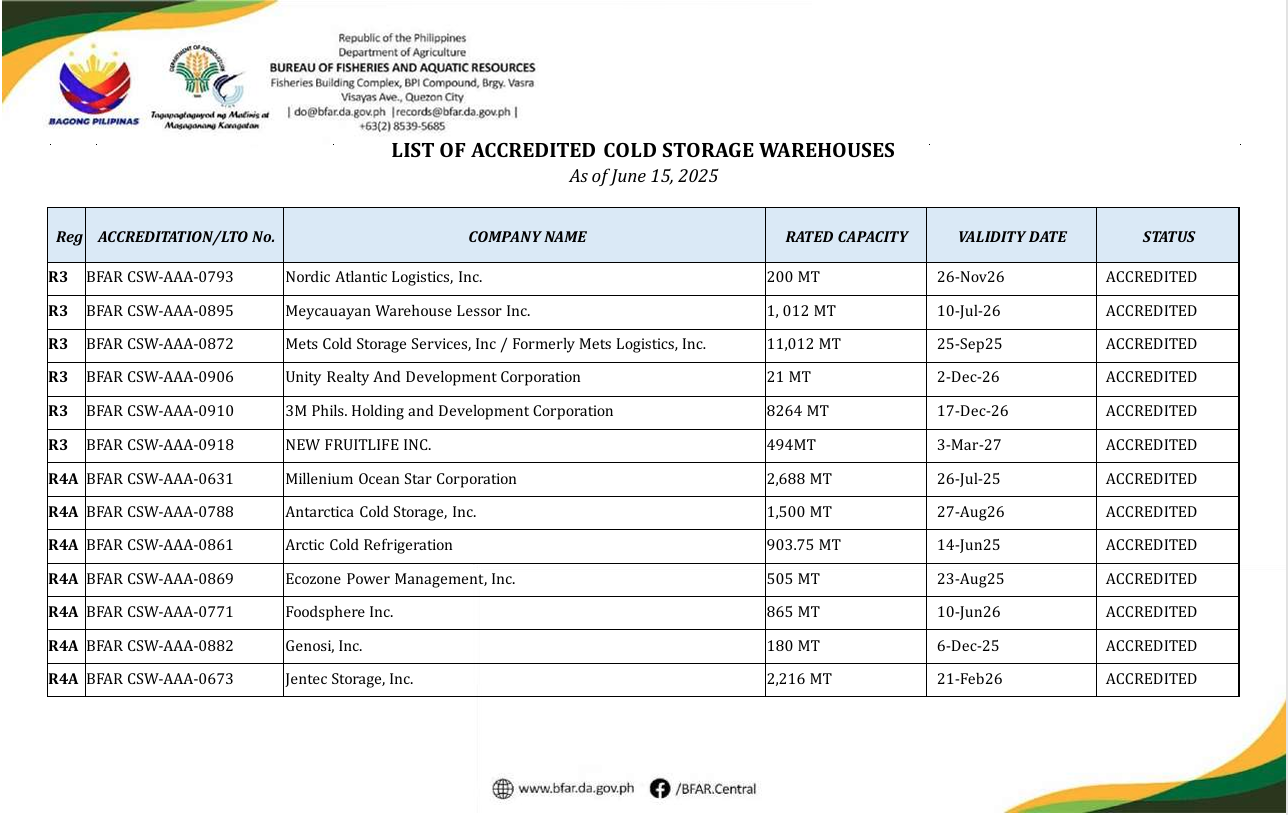 Republic of the Philippines
Department of Agriculture
BUREAU OF FISHERIES AND AQUATIC RESOURCES
Fisheries Building Complex, BPI Compound, Brgy. Vasra
Visayas Ave., Quezon City
| do@bfar.da.gov.ph |records@bfar.da.gov.ph |
+63(2) 8539-5685
BAGONG PILIPINAS
DEPARTMENT OF AGRICULTURE
Tagapagtaguyod ng Malinis at
Masaganang Karagatan
LIST OF ACCREDITED COLD STORAGE WAREHOUSES
As of June 15, 2025
Reg ACCREDITATION/LTO No. COMPANY NAME RATED CAPACITY VALIDITY DATE STATUS
R3 BFAR CSW-AAA-0793 Nordic Atlantic Logistics, Inc. 200 MT 26-Nov26 ACCREDITED
R3 BFAR CSW-AAA-0895 Meycauayan Warehouse Lessor Inc. 1, 012 MT 10-Jul-26 ACCREDITED
R3 BFAR CSW-AAA-0872 Mets Cold Storage Services, Inc / Formerly Mets Logistics, Inc. 11,012 MT 25-Sep25 ACCREDITED
R3 BFAR CSW-AAA-0906 Unity Realty And Development Corporation 21 MT 2-Dec-26 ACCREDITED
R3 BFAR CSW-AAA-0910 3M Phils. Holding and Development Corporation 8264 MT 17-Dec-26 ACCREDITED
R3 BFAR CSW-AAA-0918 NEW FRUITLIFE INC. 494MT 3-Mar-27 ACCREDITED
R4A BFAR CSW-AAA-0631 Millenium Ocean Star Corporation 2,688 MT 26-Jul-25 ACCREDITED
R4A BFAR CSW-AAA-0788 Antarctica Cold Storage, Inc. 1,500 MT 27-Aug26 ACCREDITED
R4A BFAR CSW-AAA-0861 Arctic Cold Refrigeration 903.75 MT 14-Jun25 ACCREDITED
R4A BFAR CSW-AAA-0869 Ecozone Power Management, Inc. 505 MT 23-Aug25 ACCREDITED
R4A BFAR CSW-AAA-0771 Foodsphere Inc. 865 MT 10-Jun26 ACCREDITED
R4A BFAR CSW-AAA-0882 Genosi, Inc. 180 MT 6-Dec-25 ACCREDITED
R4A BFAR CSW-AAA-0673 Jentec Storage, Inc. 2,216 MT 21-Feb26 ACCREDITED
www.bfar.da.gov.ph /BFAR.Central